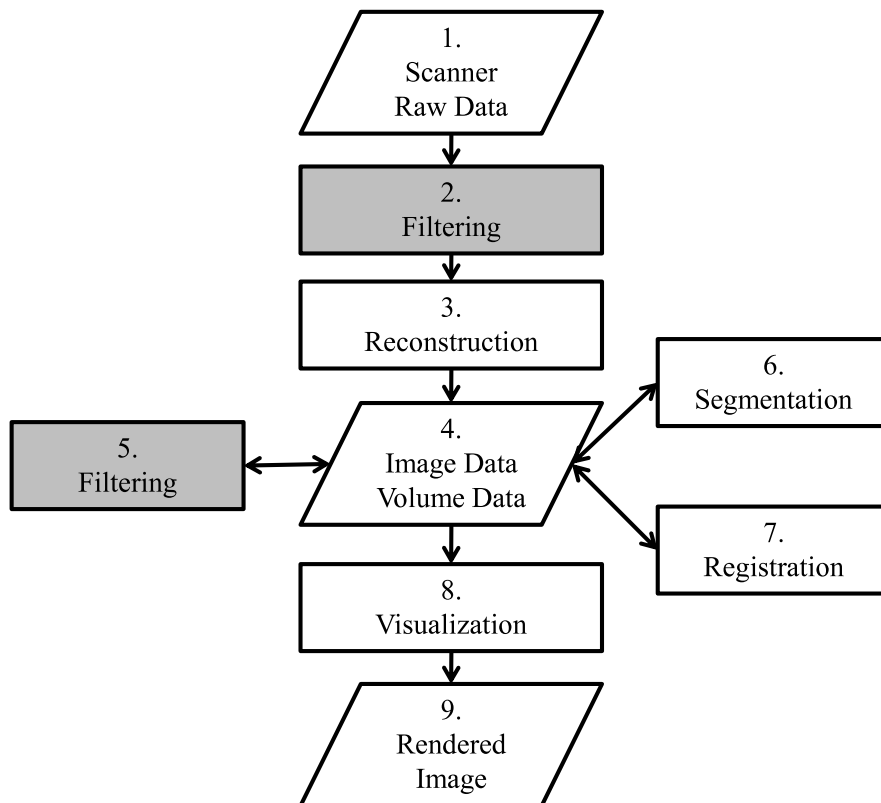 1.
Scanner
Raw Data
2.
Filtering
3.
Reconstruction
4.
Image Data
Volume Data
5.
Filtering
6.
Segmentation
7.
Registration
8.
Visualization
9.
Rendered
Image